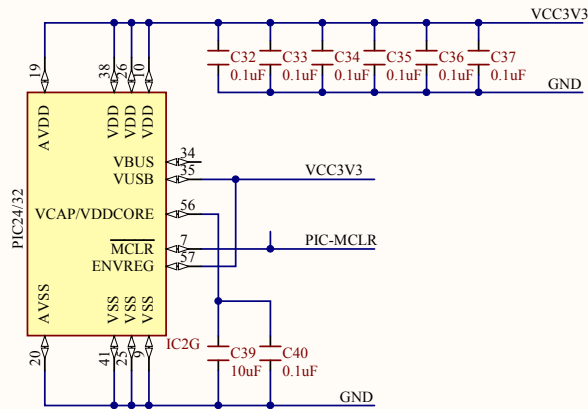 VCC3V3
C32 C33 C34 C35 C36 C37
0.1uF 0.1uF 0.1uF 0.1uF 0.1uF 0.1uF
GND
19 38 26 10
AVDD VDD VDD VDD
VBUS 34
VUSB 35 VCC3V3
VCAP/VDDCORE 56
MCLR 7 PIC-MCLR
ENVREG 57
PIC24/32
AVSS VSS VSS VSS
IC2G
20 41 25 9
C39 C40
10uF 0.1uF
GND